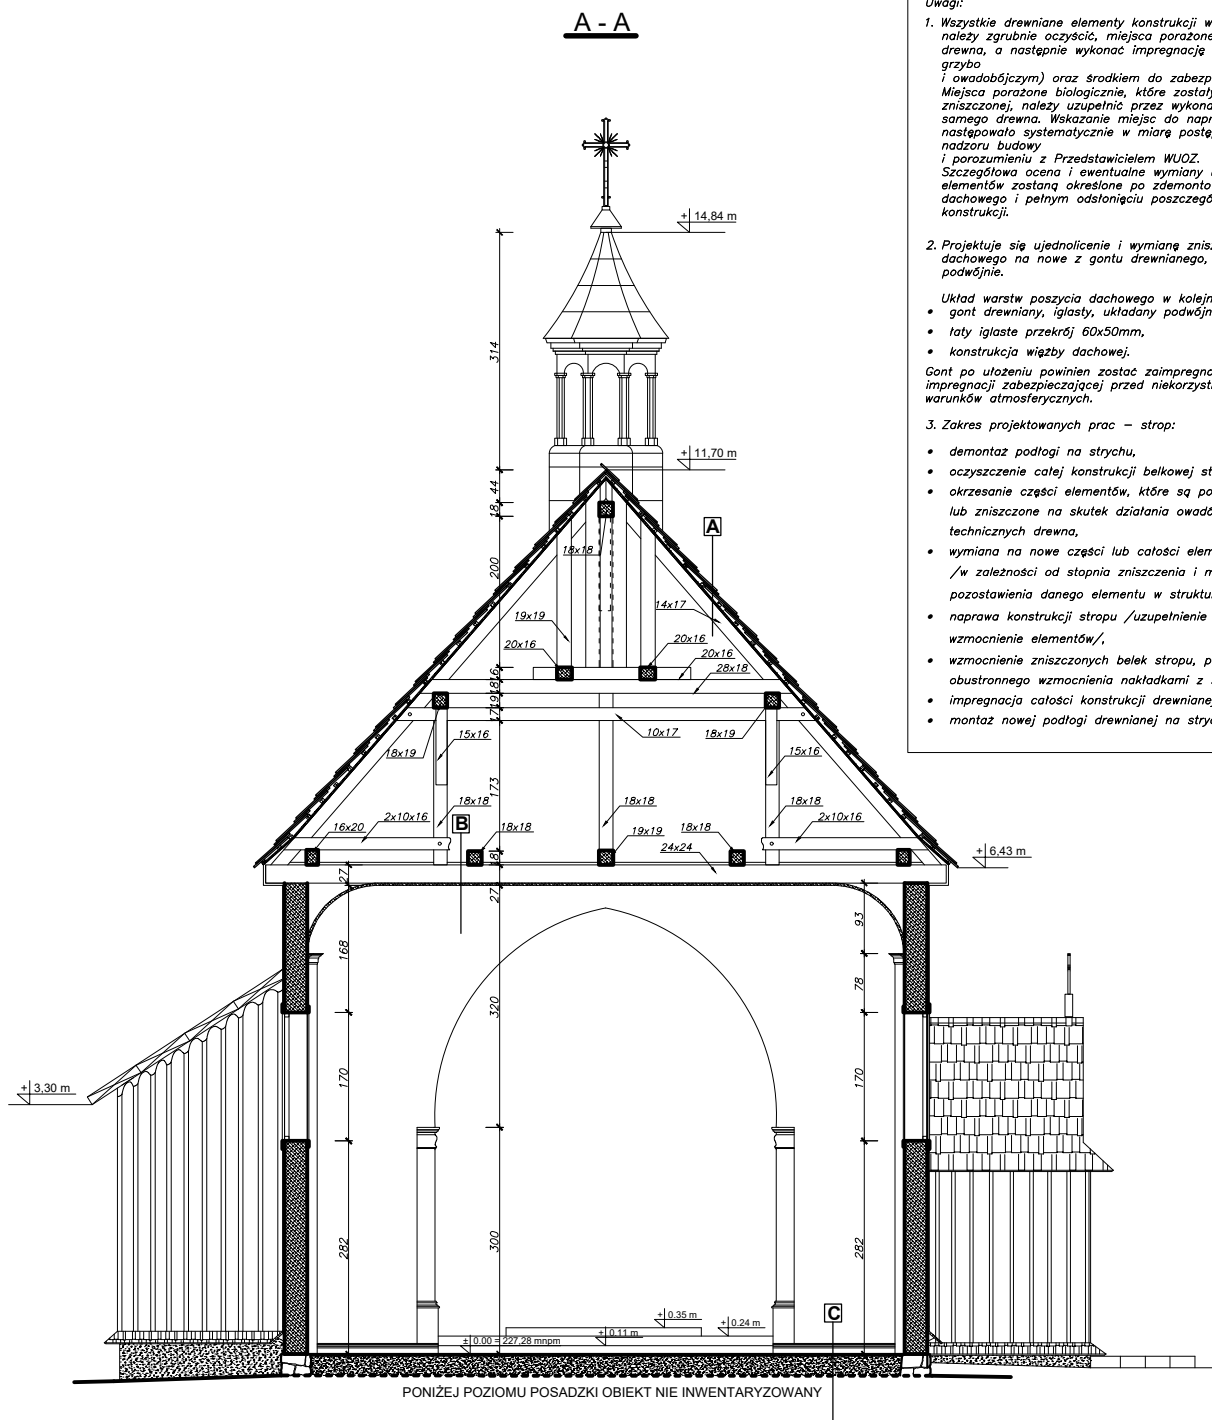 A - A
Uwagi:
1. Wszystkie drewniane elementy konstrukcji w
należy zgrubnie oczyścić, miejsca porażone
drewna, a następnie wykonać impregnację
grzybo
i owadobójczym) oraz środkiem do zabezp
Miejsca porażone biologicznie, które zostały
zniszczonej, należy uzupełnić przez wykona
samego drewna. Wskazanie miejsc do napr
następowało systematycznie w miarę postę
nadzoru budowy
i porozumieniu z Przedstawicielem WUOZ.
Szczegółowa ocena i ewentualne wymiany
elementów zostaną określone po zdemonto
dachowego i pełnym odsłonięciu poszczegó
konstrukcji.
2. Projektuje się ujednolicenie i wymianę znis
dachowego na nowe z gontu drewnianego,
podwójnie.
Układ warstw poszycia dachowego w kolejn
• gont drewniany, iglasty, układany podwójn
• łaty iglaste przekrój 60x50mm,
• konstrukcja więźby dachowej.
Gont po ułożeniu powinien zostać zaimpregno
impregnacji zabezpieczającej przed niekorzyst
warunków atmosferycznych.
3. Zakres projektowanych prac – strop:
• demontaż podłogi na strychu,
• oczyszczenie całej konstrukcji belkowej st
• okrzesanie części elementów, które są po
lub zniszczone na skutek działania owadó
technicznych drewna,
• wymiana na nowe części lub całości elem
/w zależności od stopnia zniszczenia i m
pozostawienia danego elementu w struktu
• naprawa konstrukcji stropu /uzupełnienie
wzmocnienie elementów/,
• wzmocnienie zniszczonych belek stropu, p
obustronnego wzmocnienia nakładkami z
• impregnacja całości konstrukcji drewnianej
• montaż nowej podłogi drewnianej na stryc
+ 14,84 m
314
+ 11,70 m
44
18
A
18x18
200
14x17
19x19
20x16
20x16
20x16
16
28x18
18
19
17
10x17
18x19
18x19
15x16
15x16
173
18x18
18x18
18x18
2x10x16
2x10x16
B
16x20
18x18
19x19
18x18
24x24
18
+ 6,43 m
27
27
93
168
78
320
170
170
+ 3,30 m
282
300
282
C
+ 0.35 m
+ 0.24 m
+ 0.11 m
± 0.00 = 227,28 mnpm
PONIŻEJ POZIOMU POSADZKI OBIEKT NIE INWENTARYZOWANY